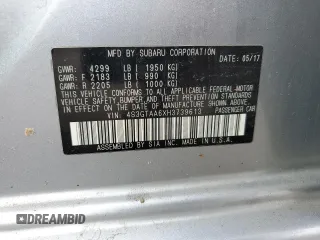 MFD BY SUBARU CORPORATION
DATE: 05/17
GVWR: 4299 LB ( 1950 KG)
GAWR: F 2183 LB ( 990 KG)
GAWR: R 2205 LB ( 1000 KG)
THIS VEHICLE CONFORMS TO ALL APPLICABLE FEDERAL MOTOR
VEHICLE SAFETY, BUMPER, AND THEFT PREVENTION STANDARDS
IN EFFECT ON THE DATE OF MANUFACTURE SHOWN ABOVE.
VIN: 4S3GTAA6XH3739613 PASSENGER CAR
ASSEMBLED BY SIA INC. MADE IN U.S.A.
DREAMBID